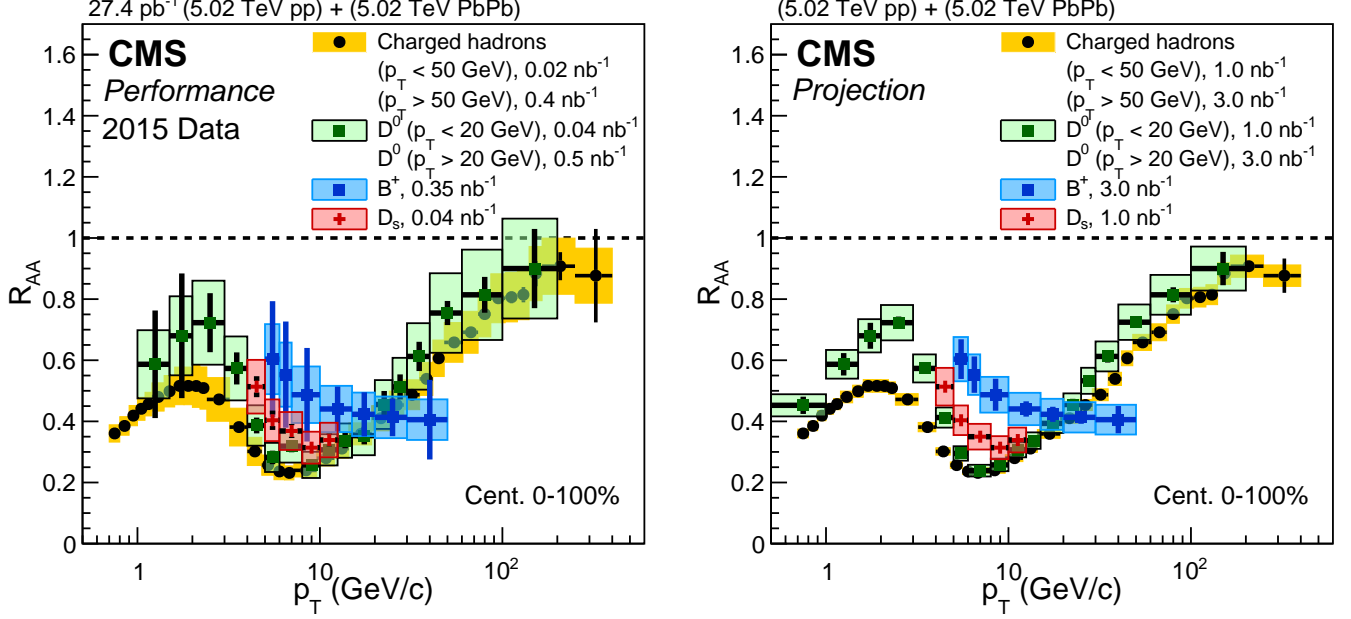 27.4 pb⁻¹ (5.02 TeV pp) + (5.02 TeV PbPb)
CMS
Performance
2015 Data
Charged hadrons
(p_T < 50 GeV), 0.02 nb⁻¹
(p_T > 50 GeV), 0.4 nb⁻¹
D⁰ (p_T < 20 GeV), 0.04 nb⁻¹
D⁰ (p_T > 20 GeV), 0.5 nb⁻¹
B⁺, 0.35 nb⁻¹
D_s, 0.04 nb⁻¹
R_AA
1.6
1.4
1.2
1
0.8
0.6
0.4
0.2
0
Cent. 0-100%
1
10
10²
p_T (GeV/c)
(5.02 TeV pp) + (5.02 TeV PbPb)
CMS
Projection
Charged hadrons
(p_T < 50 GeV), 1.0 nb⁻¹
(p_T > 50 GeV), 3.0 nb⁻¹
D⁰ (p_T < 20 GeV), 1.0 nb⁻¹
D⁰ (p_T > 20 GeV), 3.0 nb⁻¹
B⁺, 3.0 nb⁻¹
D_s, 1.0 nb⁻¹
R_AA
1.6
1.4
1.2
1
0.8
0.6
0.4
0.2
0
Cent. 0-100%
1
10
10²
p_T (GeV/c)